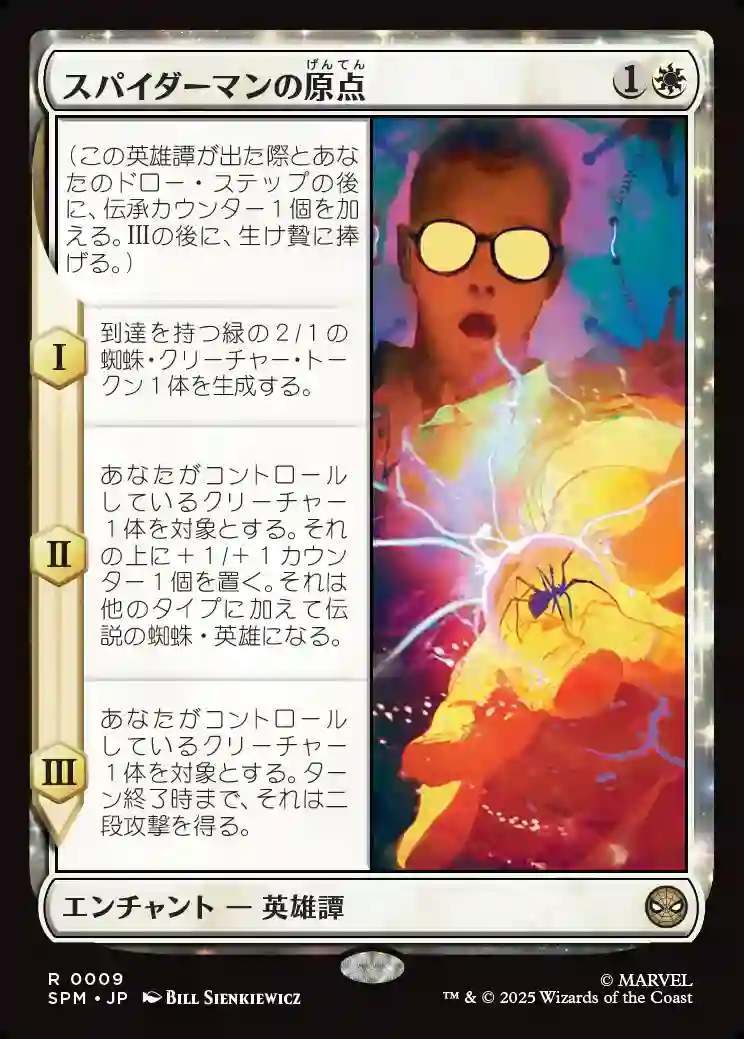 げんてん
スパイダーマンの原点 1
(この英雄譚が出た際とあな
たのドロー・ステップの後
に、伝承カウンター1個を加
える。Ⅲの後に、生け贄に捧
げる。)
Ⅰ
到達を持つ緑の2/1の
蜘蛛・クリーチャー・トー
クン1体を生成する。
Ⅱ
あなたがコントロール
しているクリーチャー
1体を対象とする。それ
の上に+1/+1カウン
ター1個を置く。それは
他のタイプに加えて伝
説の蜘蛛・英雄になる。
Ⅲ
あなたがコントロール
しているクリーチャー
1体を対象とする。ター
ン終了時まで、それは二
段攻撃を得る。
エンチャント — 英雄譚
R 0009
SPM • JP BILL SIENKIEWICZ
© MARVEL
™ & © 2025 Wizards of the Coast